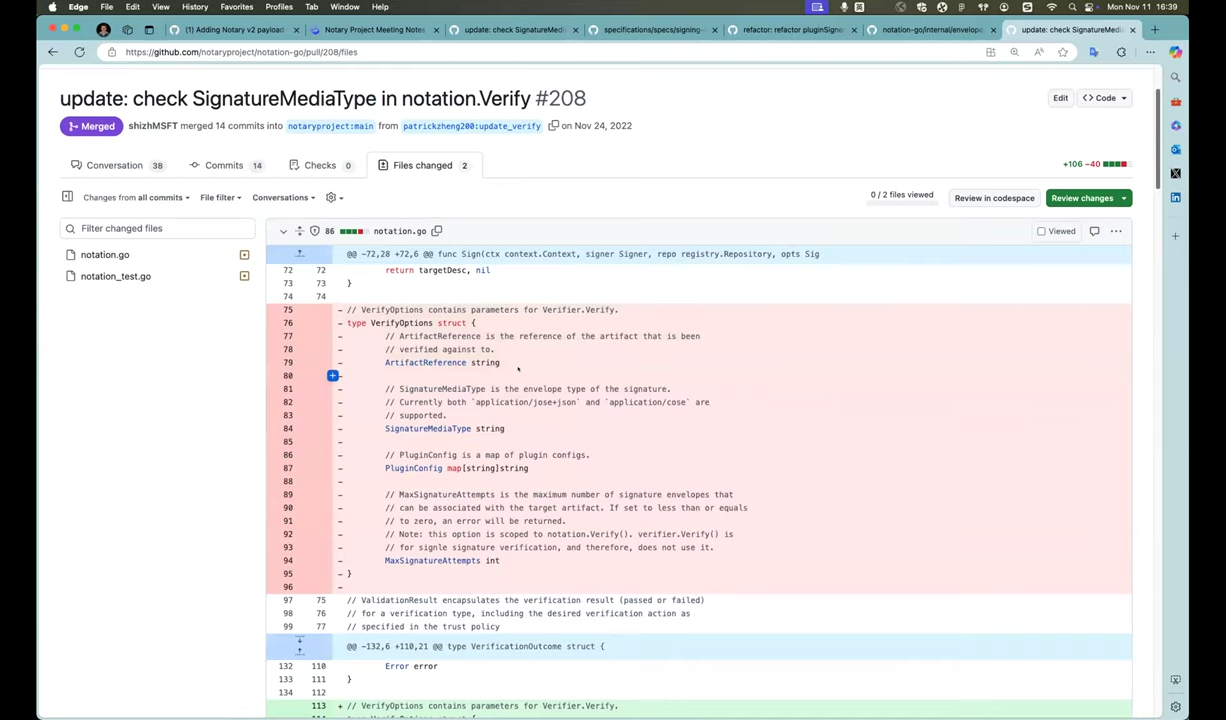 Edge File Edit View History Favorites Profiles Tab Window Help Mon Nov 11 16:39
(1) Adding Notary v2 payload
Notary Project Meeting Notes
update: check SignatureMedi
specifications/specs/signing-
refactor: refactor pluginSigner
notation-go/internal/envelope
update: check SignatureMedi
https://github.com/notaryproject/notation-go/pull/208/files
update: check SignatureMediaType in notation.Verify #208
Edit
Code
Merged shizhMSFT merged 14 commits into notaryproject:main from patrickzheng200:update_verify on Nov 24, 2022
Conversation 38
Commits 14
Checks 0
Files changed 2
+106 −40
Changes from all commits
File filter
Conversations
0 / 2 files viewed
Review in codespace
Review changes
Filter changed files
notation.go
notation_test.go
86 notation.go
Viewed
@@ -72,28 +72,6 @@ func Sign(ctx context.Context, signer Signer, repo registry.Repository, opts Sig
72 72 return targetDesc, nil
73 73 }
74 74
75 - // VerifyOptions contains parameters for Verifier.Verify.
76 - type VerifyOptions struct {
77 - // ArtifactReference is the reference of the artifact that is been
78 - // verified against to.
79 - ArtifactReference string
80 -
81 - // SignatureMediaType is the envelope type of the signature.
82 - // Currently both `application/jose+json` and `application/cose` are
83 - // supported.
84 - SignatureMediaType string
85 -
86 - // PluginConfig is a map of plugin configs.
87 - PluginConfig map[string]string
88 -
89 - // MaxSignatureAttempts is the maximum number of signature envelopes that
90 - // can be associated with the target artifact. If set to less than or equals
91 - // to zero, an error will be returned.
92 - // Note: this option is scoped to notation.Verify(). verifier.Verify() is
93 - // for signle signature verification, and therefore, does not use it.
94 - MaxSignatureAttempts int
95 - }
96 -
97 75 // ValidationResult encapsulates the verification result (passed or failed)
98 76 // for a verification type, including the desired verification action as
99 77 // specified in the trust policy
@@ -132,6 +110,21 @@ type VerificationOutcome struct {
132 110 Error error
133 111 }
134 112
113 + // VerifyOptions contains parameters for Verifier.Verify.